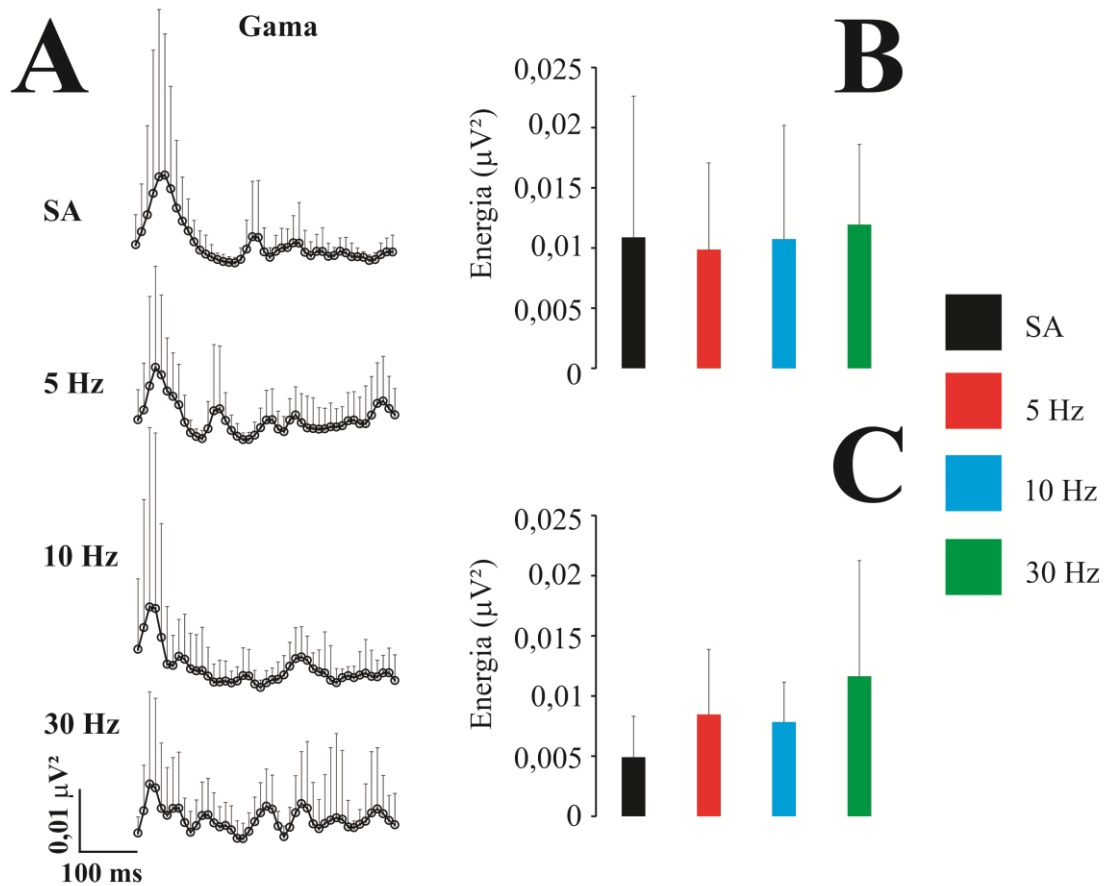 A
Gama
SA
5 Hz
10 Hz
30 Hz
0,01 µV²
100 ms
B
Energia (µV²)
0,025
0,02
0,015
0,01
0,005
0
C
Energia (µV²)
0,025
0,02
0,015
0,01
0,005
0
SA
5 Hz
10 Hz
30 Hz